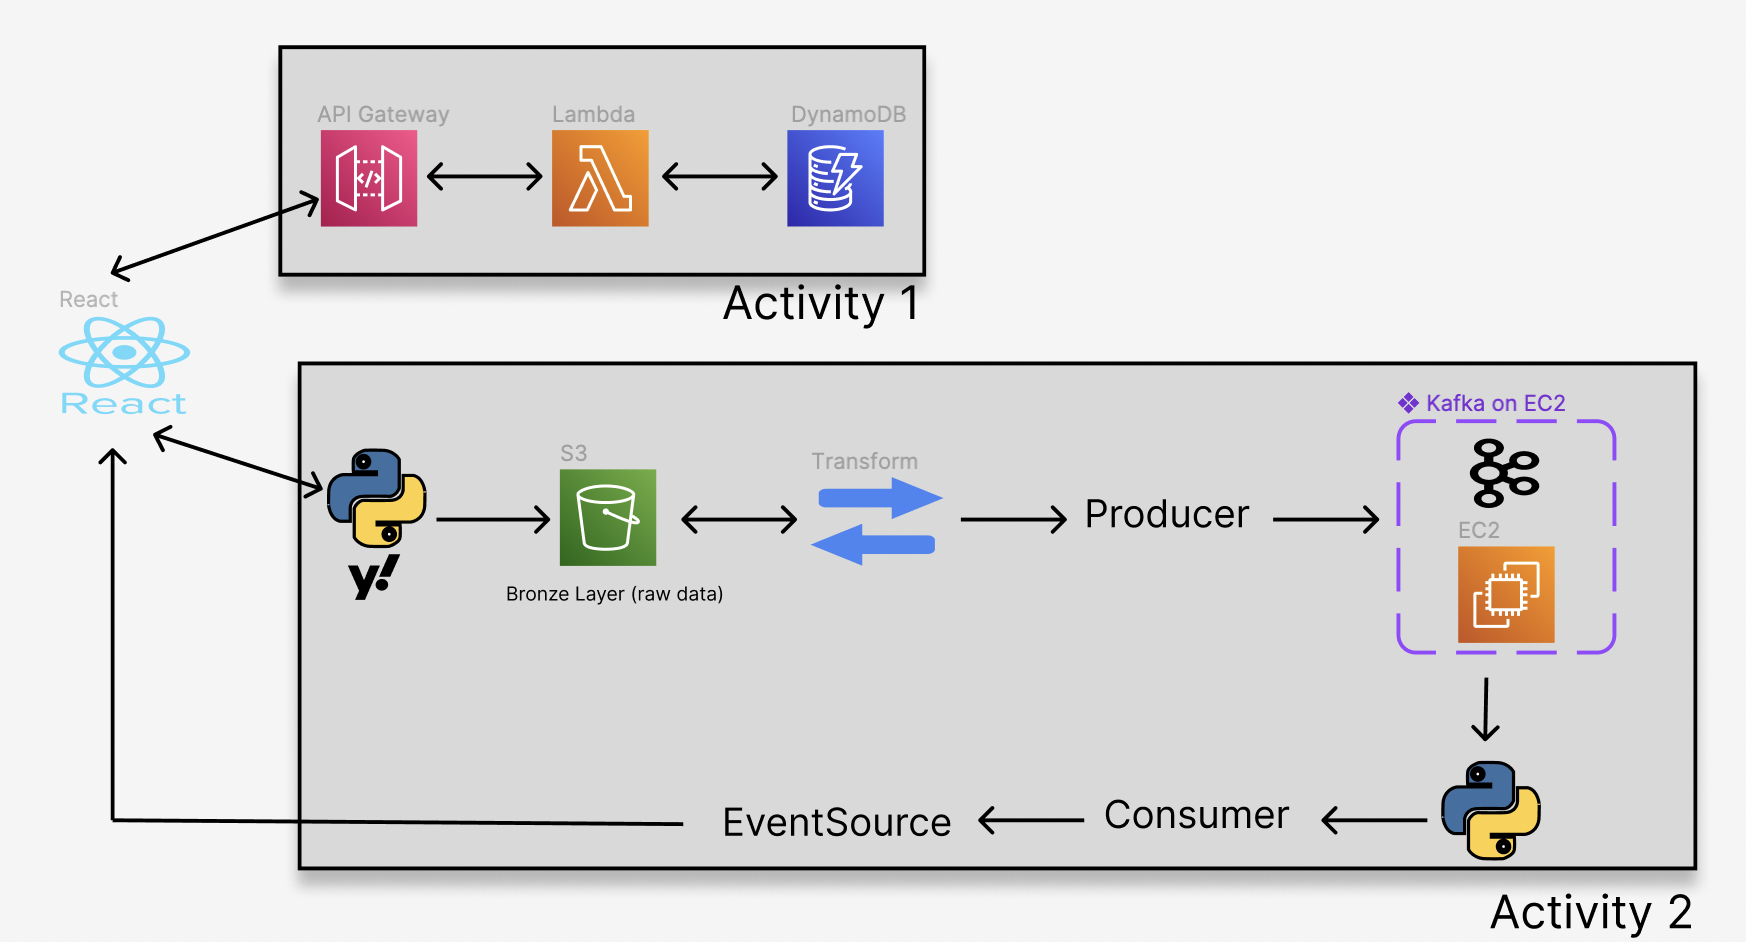 API Gateway
Lambda
DynamoDB
</>
Activity 1
React
React
Kafka on EC2
S3
Transform
Producer
EC2
y!
Bronze Layer (raw data)
EventSource
Consumer
Activity 2